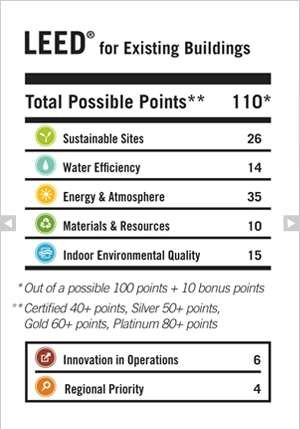 LEED® for Existing Buildings
Total Possible Points** 110*
Sustainable Sites 26
Water Efficiency 14
Energy & Atmosphere 35
Materials & Resources 10
Indoor Environmental Quality 15
*Out of a possible 100 points + 10 bonus points
**Certified 40+ points, Silver 50+ points,
Gold 60+ points, Platinum 80+ points
Innovation in Operations 6
Regional Priority 4